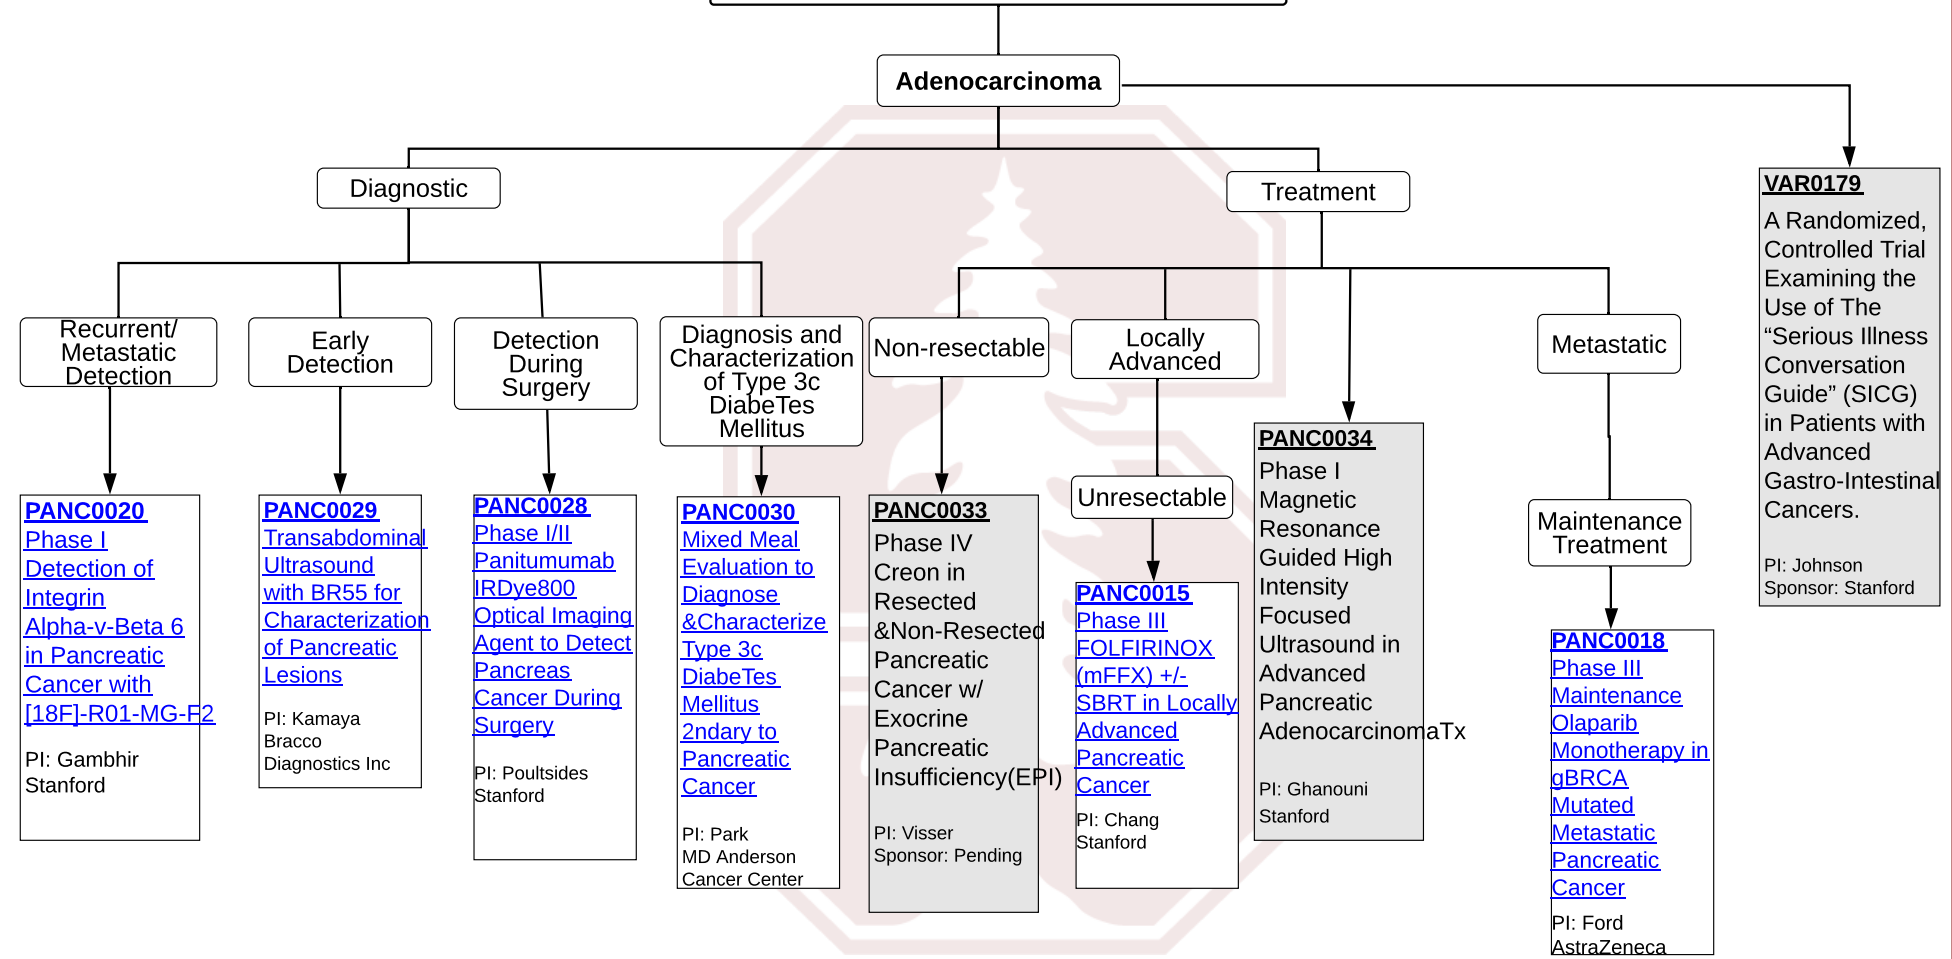 Adenocarcinoma
Diagnostic
Treatment
VAR0179
A Randomized,
Controlled Trial
Examining the
Use of The
“Serious Illness
Conversation
Guide” (SICG)
in Patients with
Advanced
Gastro-Intestinal
Cancers.
PI: Johnson
Sponsor: Stanford
Recurrent/
Metastatic
Detection
Early
Detection
Detection
During
Surgery
Diagnosis and
Characterization
of Type 3c
DiabeTes
Mellitus
Non-resectable
Locally
Advanced
Metastatic
Unresectable
Maintenance
Treatment
PANC0020
Phase I
Detection of
Integrin
Alpha-v-Beta 6
in Pancreatic
Cancer with
[18F]-R01-MG-F2
PI: Gambhir
Stanford
PANC0029
Transabdominal
Ultrasound
with BR55 for
Characterization
of Pancreatic
Lesions
PI: Kamaya
Bracco
Diagnostics Inc
PANC0028
Phase I/II
Panitumumab
IRDye800
Optical Imaging
Agent to Detect
Pancreas
Cancer During
Surgery
PI: Poultsides
Stanford
PANC0030
Mixed Meal
Evaluation to
Diagnose
&Characterize
Type 3c
DiabeTes
Mellitus
2ndary to
Pancreatic
Cancer
PI: Park
MD Anderson
Cancer Center
PANC0033
Phase IV
Creon in
Resected
&Non-Resected
Pancreatic
Cancer w/
Exocrine
Pancreatic
Insufficiency(EPI)
PI: Visser
Sponsor: Pending
PANC0015
Phase III
FOLFIRINOX
(mFFX) +/-
SBRT in Locally
Advanced
Pancreatic
Cancer
PI: Chang
Stanford
PANC0034
Phase I
Magnetic
Resonance
Guided High
Intensity
Focused
Ultrasound in
Advanced
Pancreatic
AdenocarcinomaTx
PI: Ghanouni
Stanford
PANC0018
Phase III
Maintenance
Olaparib
Monotherapy in
gBRCA
Mutated
Metastatic
Pancreatic
Cancer
PI: Ford
AstraZeneca